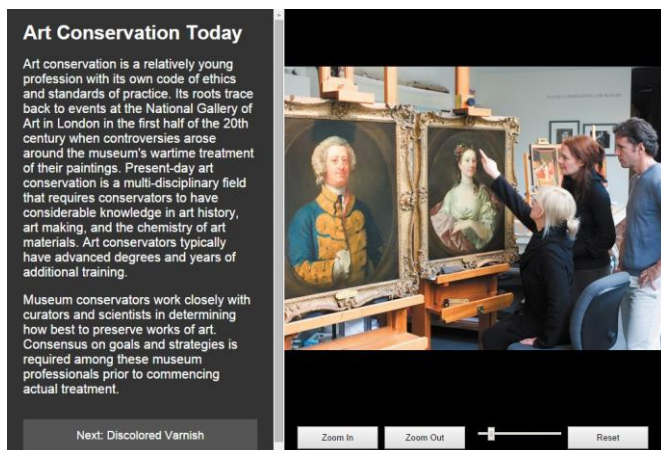 Art Conservation Today
Art conservation is a relatively young
profession with its own code of ethics
and standards of practice. Its roots trace
back to events at the National Gallery of
Art in London in the first half of the 20th
century when controversies arose
around the museum's wartime treatment
of their paintings. Present-day art
conservation is a multi-disciplinary field
that requires conservators to have
considerable knowledge in art history,
art making, and the chemistry of art
materials. Art conservators typically
have advanced degrees and years of
additional training.
Museum conservators work closely with
curators and scientists in determining
how best to preserve works of art.
Consensus on goals and strategies is
required among these museum
professionals prior to commencing
actual treatment.
Next: Discolored Varnish
Zoom In
Zoom Out
Reset